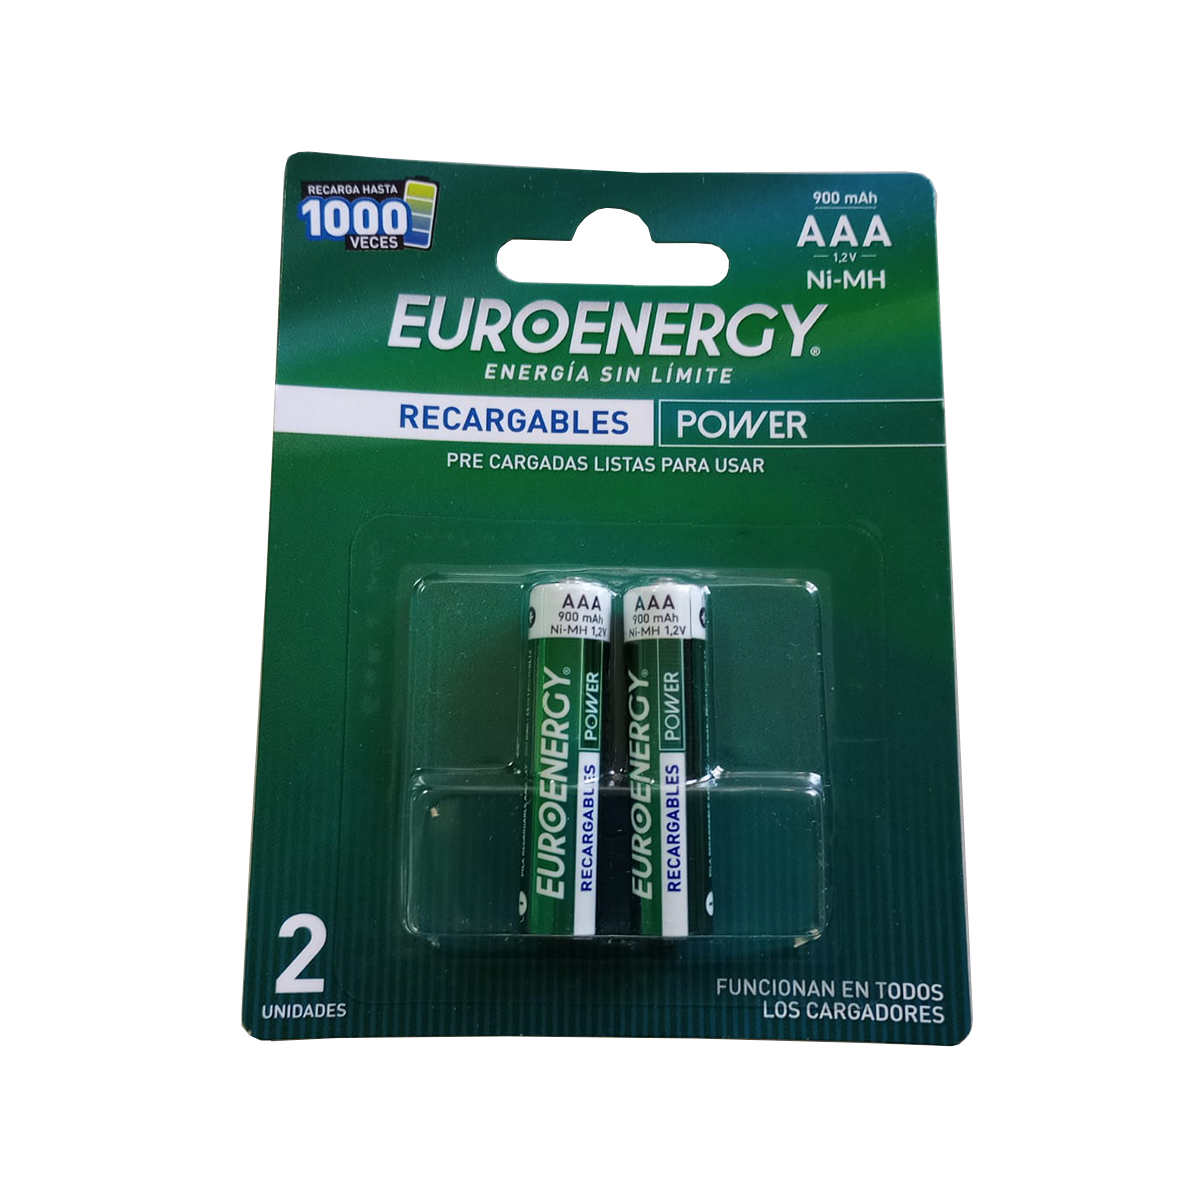 RECARGA HASTA
1000
VECES
900 mAh
AAA
1,2V
Ni-MH
EUROENERGY®
ENERGÍA SIN LÍMITE
RECARGABLES
POWER
PRE CARGADAS LISTAS PARA USAR
AAA
900 mAh
Ni-MH 1,2V
EUROENERGY®
RECARGABLES
POWER
AAA
900 mAh
Ni-MH 1,2V
EUROENERGY®
RECARGABLES
POWER
2
UNIDADES
FUNCIONAN EN TODOS
LOS CARGADORES